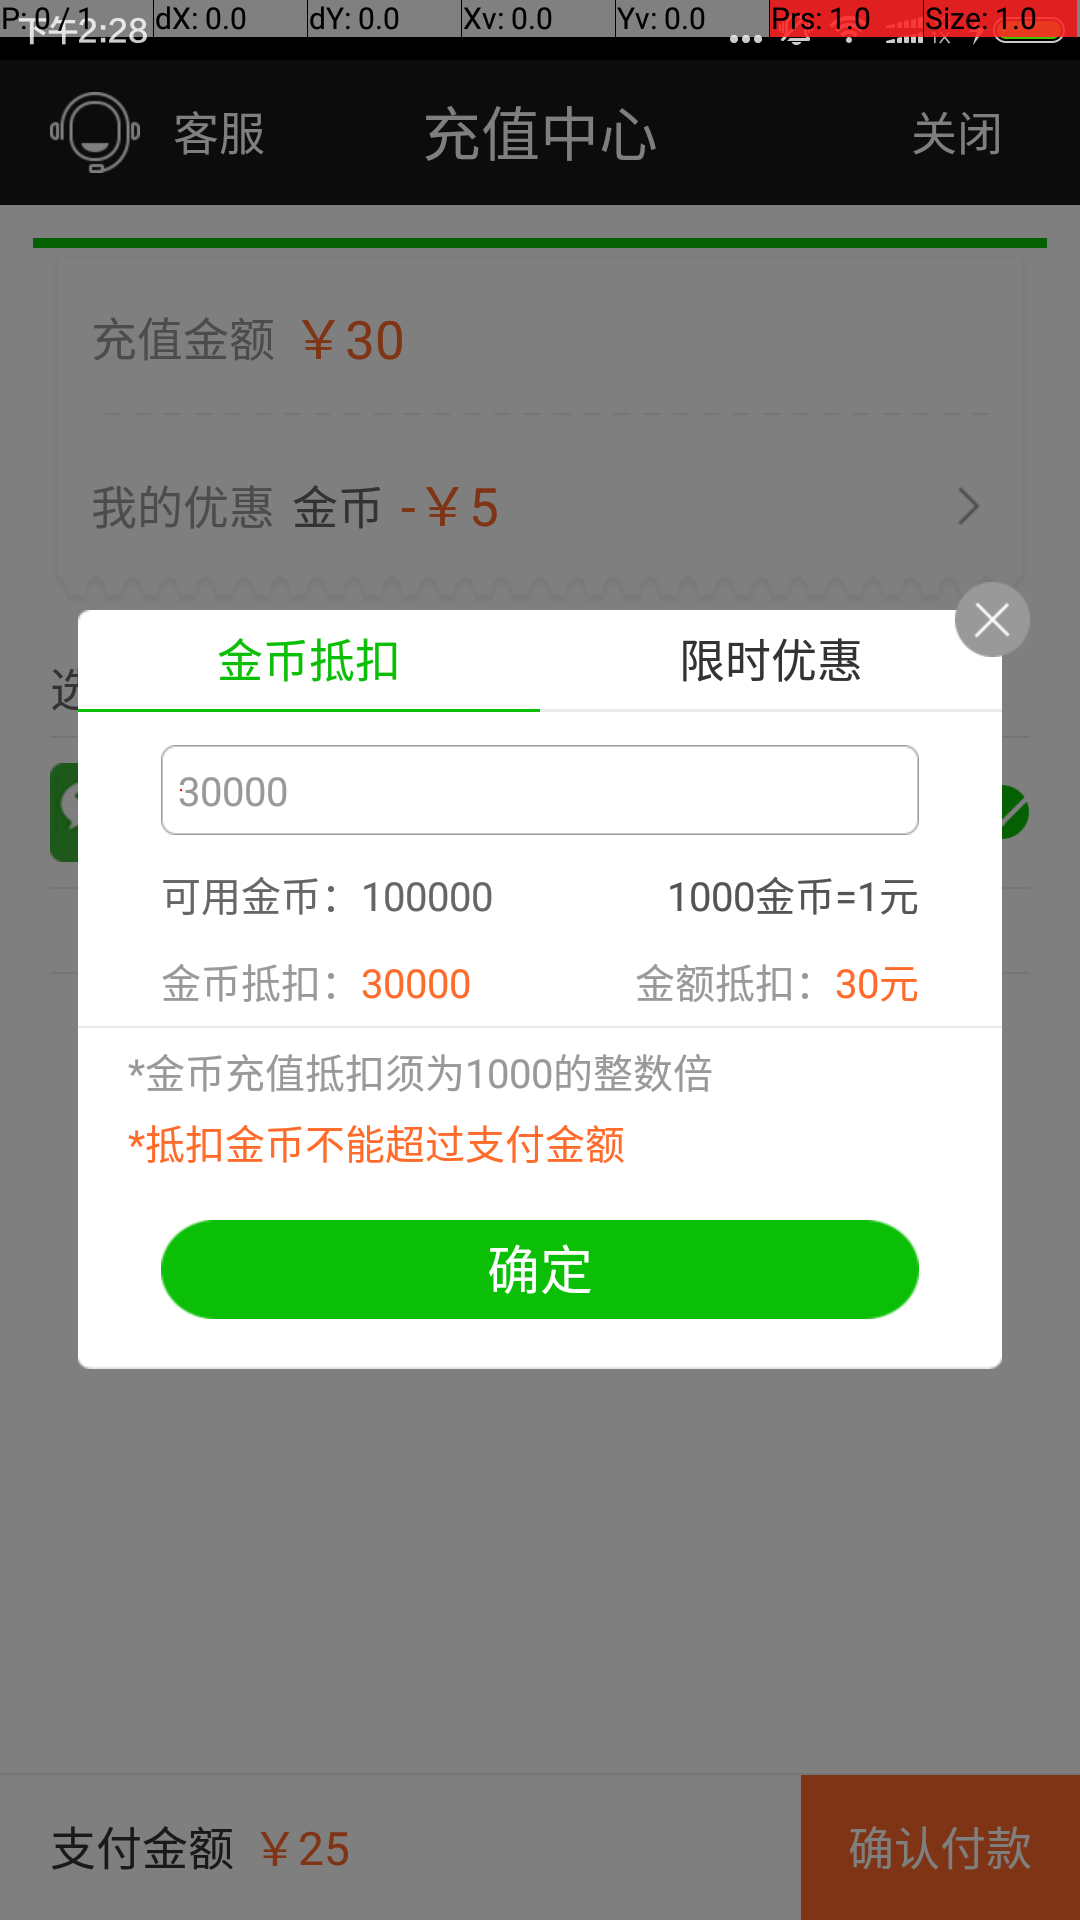 P: 0 / 1 dX: 0.0 dY: 0.0 Xv: 0.0 Yv: 0.0 Prs: 1.0 Size: 1.0
下午2:28 1X
客服 充值中心 关闭
充值金额 ￥30
我的优惠 金币 -￥5
金币抵扣 限时优惠
选
30000
可用金币：100000 1000金币=1元
金币抵扣：30000 金额抵扣：30元
*金币充值抵扣须为1000的整数倍
*抵扣金币不能超过支付金额
确定
支付金额 ￥25 确认付款